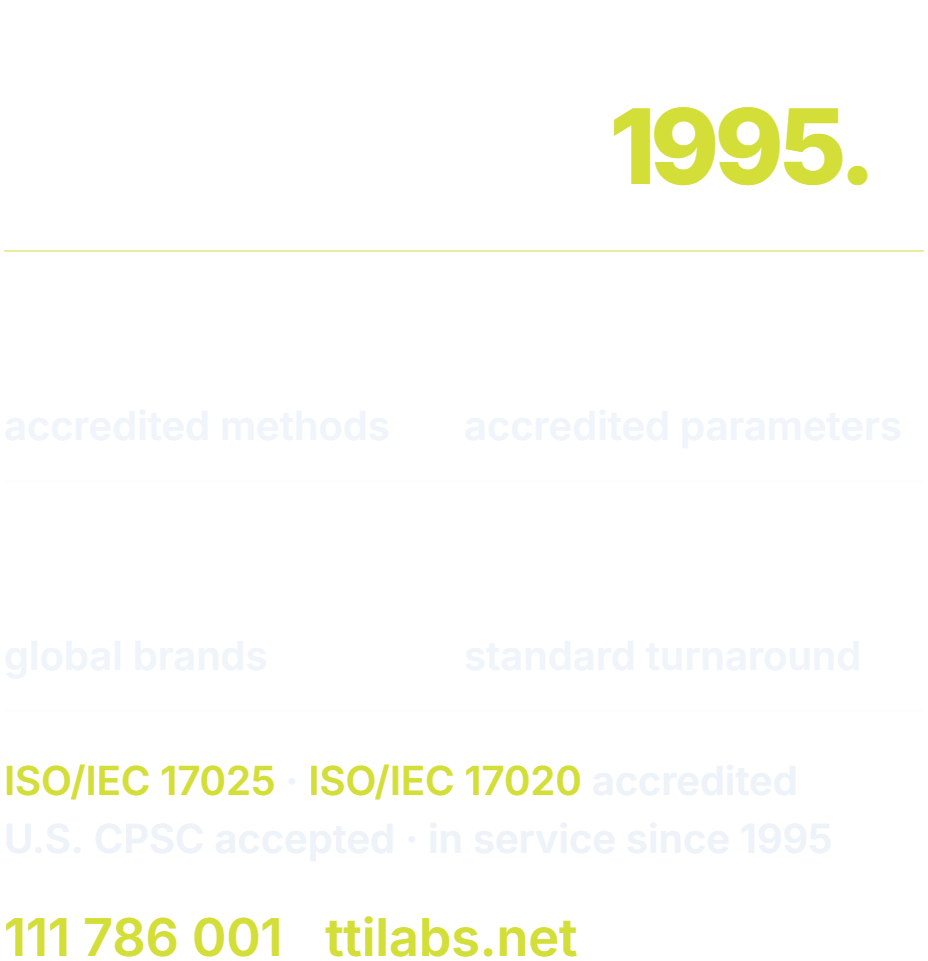 1995.
accredited methods accredited parameters
global brands standard turnaround
ISO/IEC 17025 · ISO/IEC 17020 accredited
U.S. CPSC accepted · in service since 1995
111 786 001 ttilabs.net